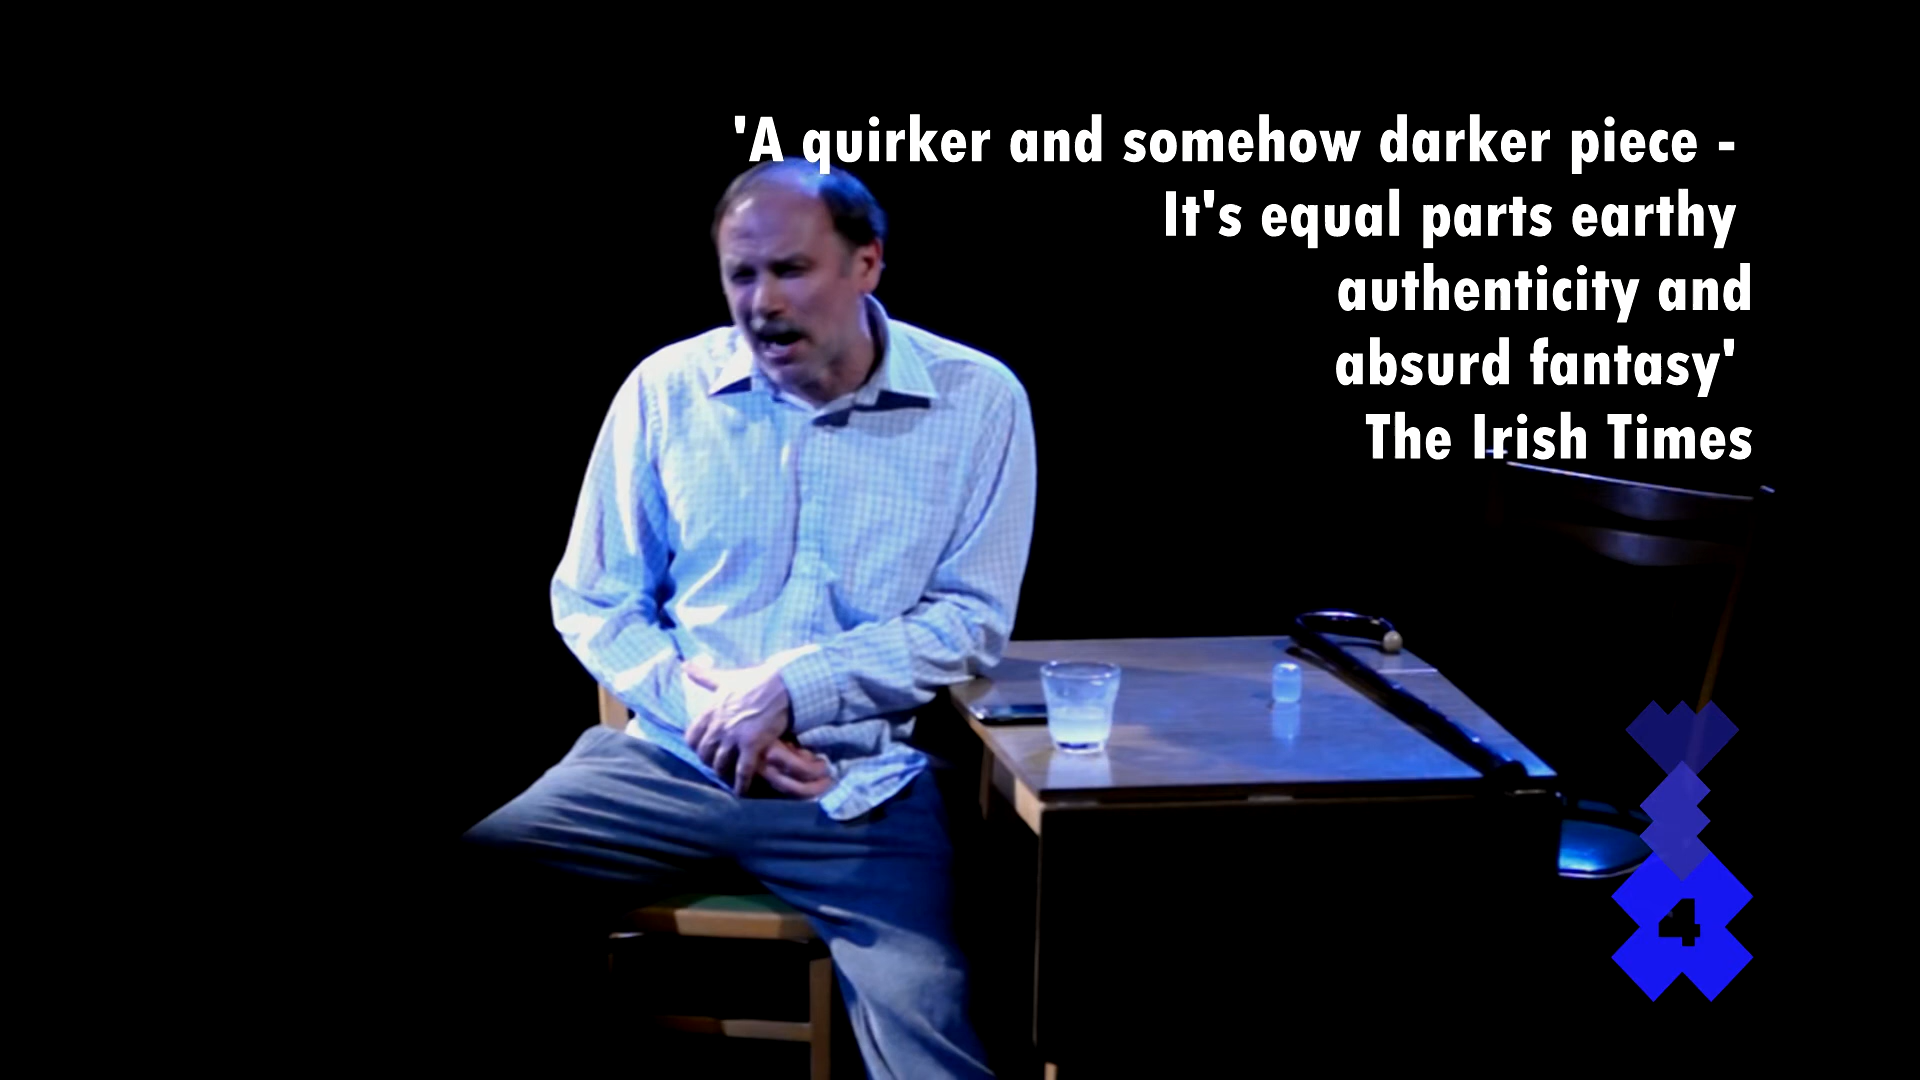 'A quirker and somehow darker piece -
It's equal parts earthy
authenticity and
absurd fantasy'
The Irish Times
4